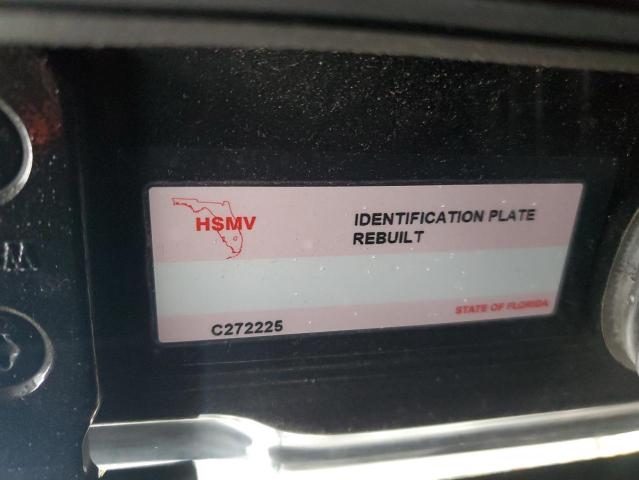 HSMV
IDENTIFICATION PLATE
REBUILT
STATE OF FLORIDA
C272225
M